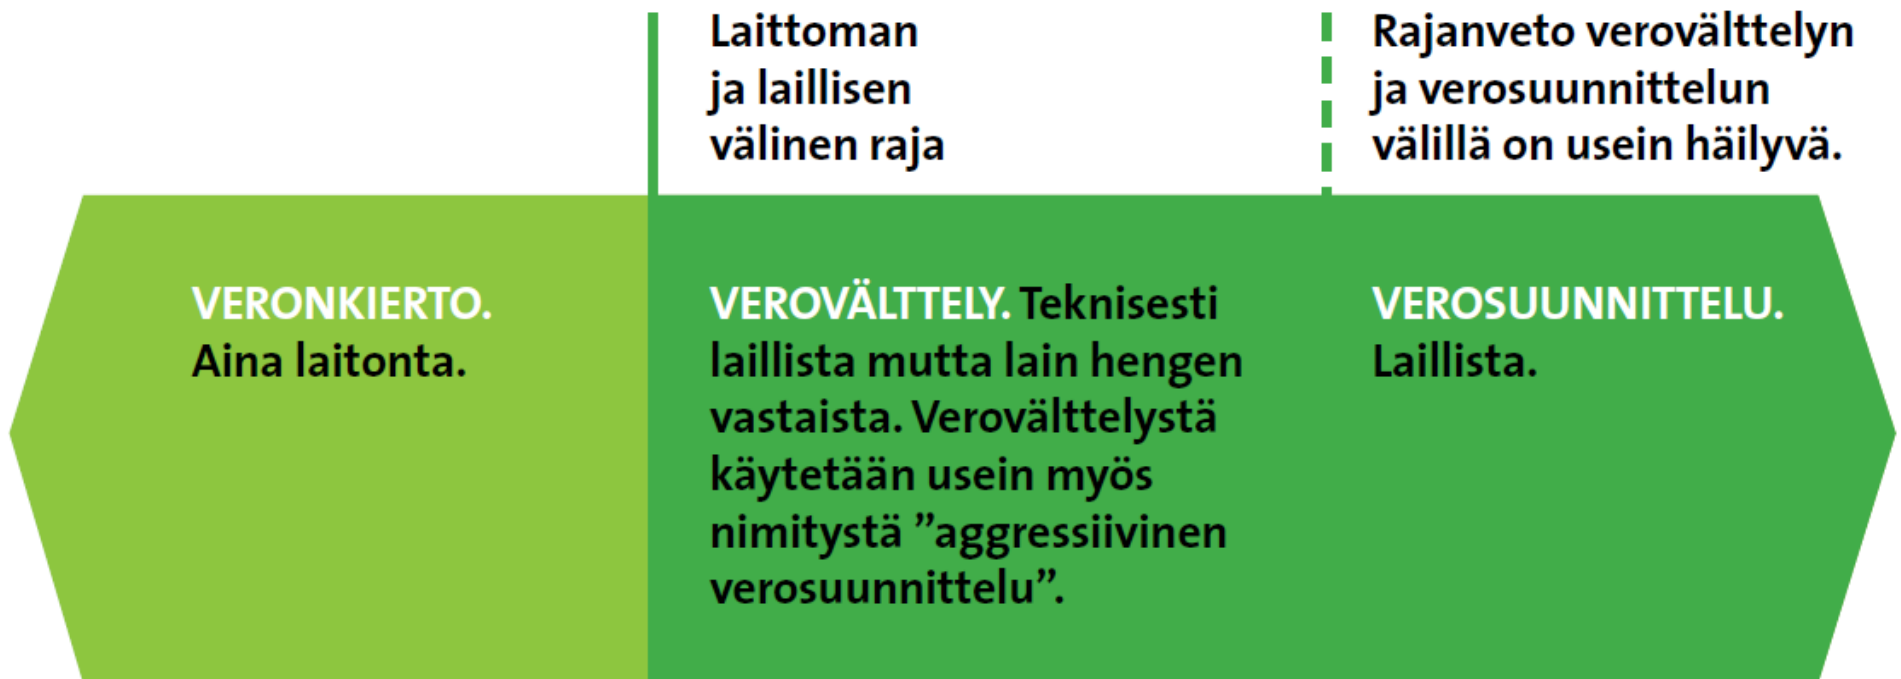 Laittoman
ja laillisen
välinen raja
Rajanveto verovälttelyn
ja verosuunnittelun
välillä on usein häilyvä.
VERONKIERTO.
Aina laitonta.
VEROVÄLTTELY. Teknisesti
laillista mutta lain hengen
vastaista. Verovälttelystä
käytetään usein myös
nimitystä ”aggressiivinen
verosuunnittelu”.
VEROSUUNNITTELU.
Laillista.